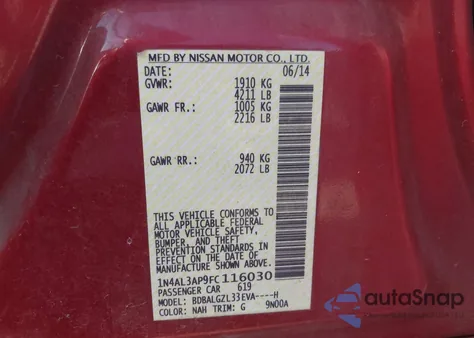 MFD BY NISSAN MOTOR CO., LTD.
DATE: 06/14
GVWR: 1910 KG
4211 LB
GAWR FR.: 1005 KG
2216 LB
GAWR RR.: 940 KG
2072 LB
THIS VEHICLE CONFORMS TO
ALL APPLICABLE FEDERAL
MOTOR VEHICLE SAFETY,
BUMPER, AND THEFT
PREVENTION STANDARDS
IN EFFECT ON THE DATE OF
MANUFACTURE SHOWN ABOVE.
1N4AL3AP9FC116030
PASSENGER CAR 619
MODEL: BDBALGZL33EVA----H
COLOR: NAH TRIM: G 9N00A
autoSnap